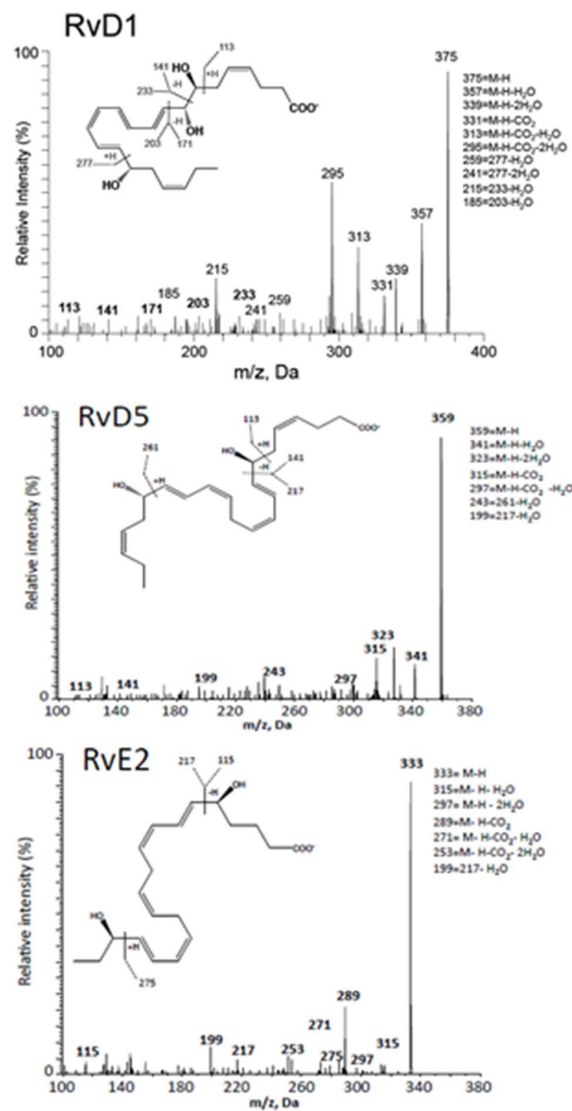 RvD1
100
Relative Intensity (%)
0
113
141
+H
HO
-H
233
COO-
-H
OH
203
171
+H
277
HO
375
295
357
313
215
339
331
113
141
171
185
203
233
241
259
375=M-H
357=M-H-H₂O
339=M-H-2H₂O
331=M-H-CO₂
313=M-H-CO₂-H₂O
295=M-H-CO₂-2H₂O
259=277-H₂O
241=277-2H₂O
215=233-H₂O
185=203-H₂O
100 200 300 400
m/z, Da
RvD5
100
Relative intensity (%)
0
113
COO-
HO
+H
-H
141
217
261
HO
+H
359
323
315
341
113
141
199
243
297
359=M-H
341=M-H-H₂O
323=M-H-2H₂O
315=M-H-CO₂
297=M-H-CO₂ -H₂O
243=261-H₂O
199=217-H₂O
100 140 180 220 260 300 340 380
m/z, Da
RvE2
100
Relative intensity (%)
0
217
115
-H
OH
COO-
HO
+H
275
333
289
271
115
199
217
253
275
297
315
333= M-H
315=M- H- H₂O
297=M-H - 2H₂O
289=M- H-CO₂
271=M- H-CO₂- H₂O
253=M- H-CO₂- 2H₂O
199=217- H₂O
100 140 180 220 260 300 340 380
m/z, Da